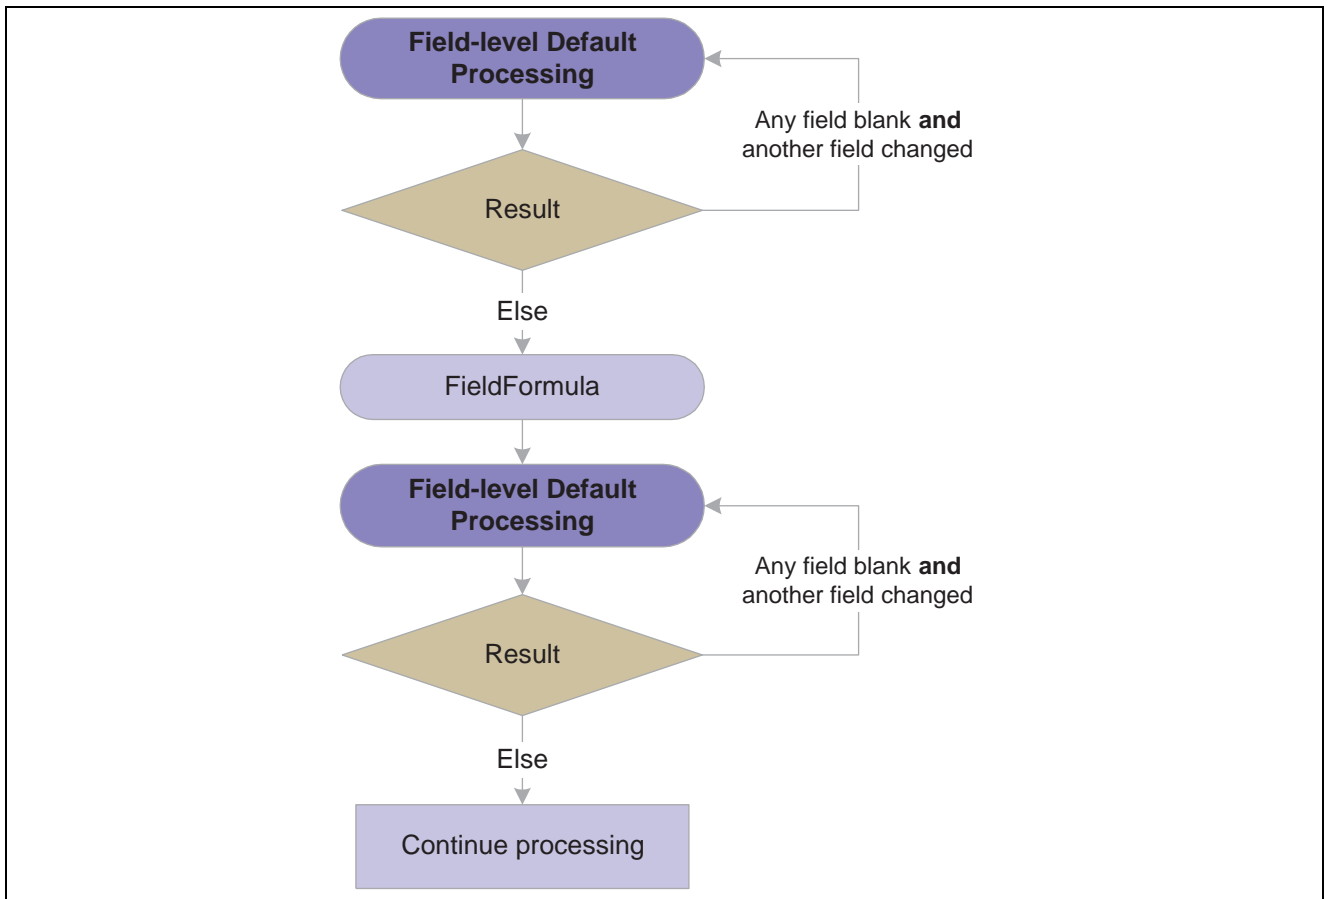 Field-level Default
Processing
Any field blank and
another field changed
Result
Else
FieldFormula
Field-level Default
Processing
Any field blank and
another field changed
Result
Else
Continue processing